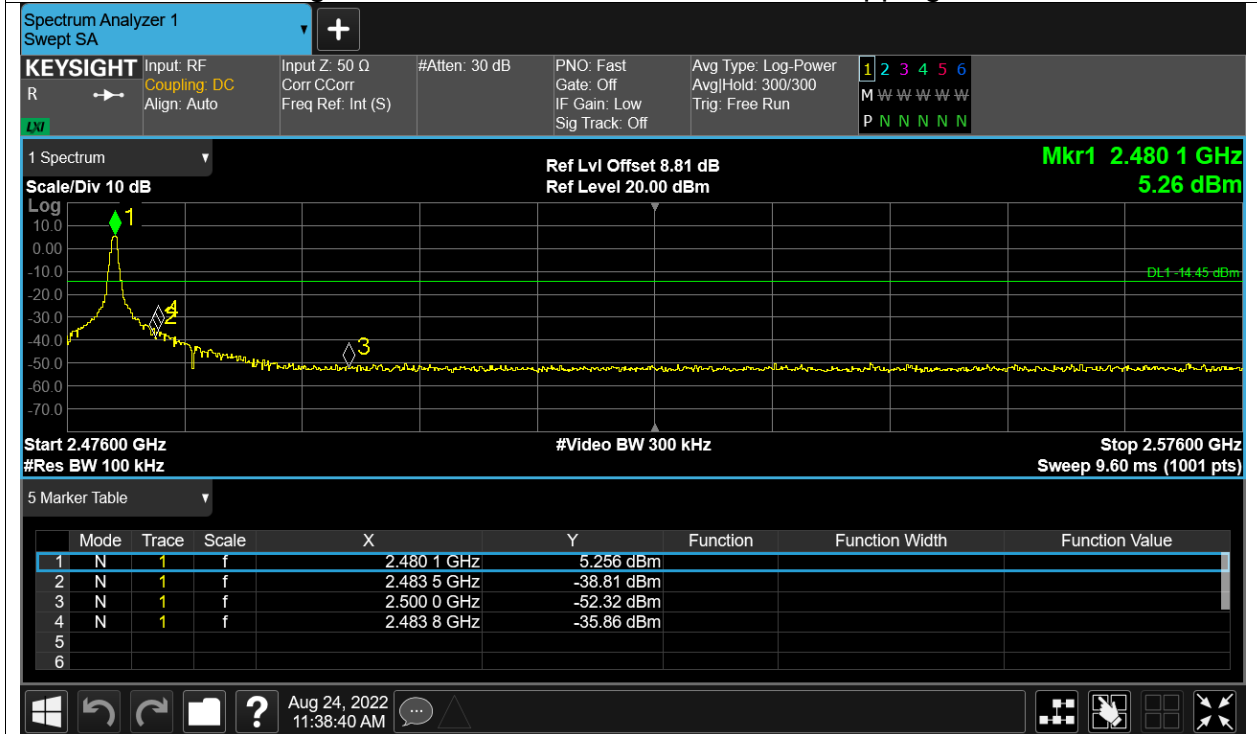 Spectrum Analyzer 1
Swept SA
+
KEYSIGHT Input: RF Input Z: 50 Ω #Atten: 30 dB PNO: Fast Avg Type: Log-Power 1 2 3 4 5 6
R Coupling: DC Corr CCorr Gate: Off Avg|Hold: 300/300 M W W W W W
Align: Auto Freq Ref: Int (S) IF Gain: Low Trig: Free Run
LXI Sig Track: Off P N N N N N
1 Spectrum Ref Lvl Offset 8.81 dB Mkr1 2.480 1 GHz
Scale/Div 10 dB Ref Level 20.00 dBm 5.26 dBm
Log
1
10.0
0.00
-10.0 DL1 -14.45 dBm
-20.0
-30.0 4
2
-40.0 3
-50.0
-60.0
-70.0
Start 2.47600 GHz #Video BW 300 kHz Stop 2.57600 GHz
#Res BW 100 kHz Sweep 9.60 ms (1001 pts)
5 Marker Table
Mode Trace Scale X Y Function Function Width Function Value
1 N 1 f 2.480 1 GHz 5.256 dBm
2 N 1 f 2.483 5 GHz -38.81 dBm
3 N 1 f 2.500 0 GHz -52.32 dBm
4 N 1 f 2.483 8 GHz -35.86 dBm
5
6
? Aug 24, 2022
11:38:40 AM